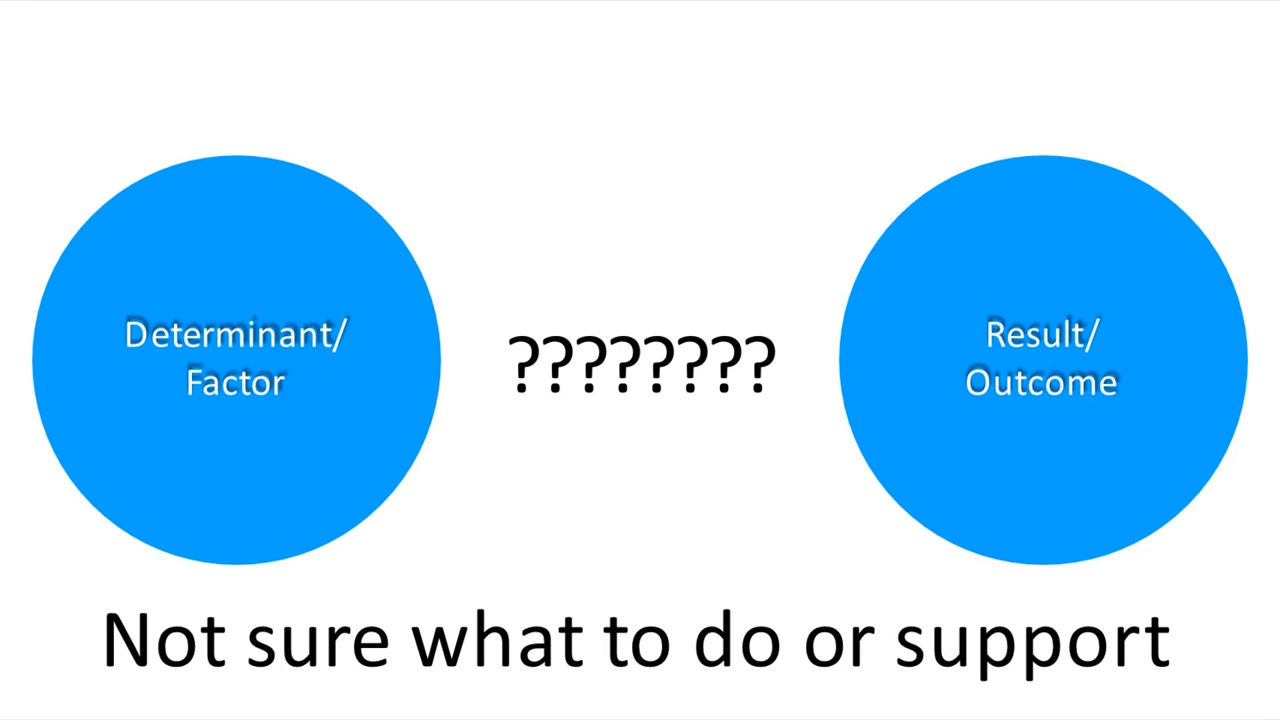 Determinant/
Factor
????????
Result/
Outcome
Not sure what to do or support